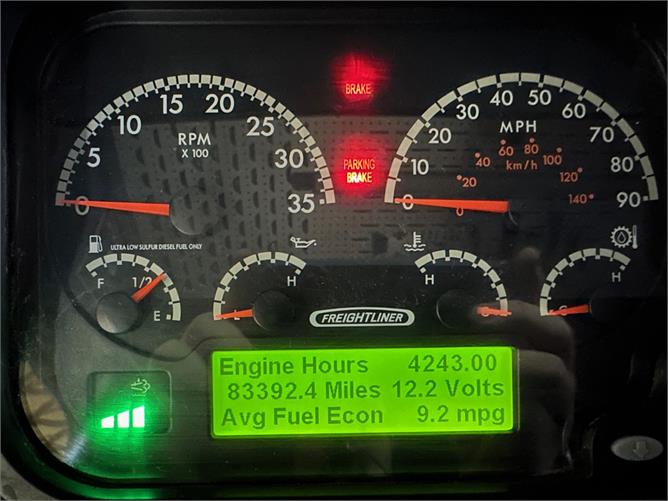 BRAKE
PARKING
BRAKE
0 5 10 15 20 25 30 35
RPM
X 100
0 10 20 30 40 50 60 70 80 90
MPH
0 20 40 60 80 100 120 140
km/h
ULTRA LOW SULFUR DIESEL FUEL ONLY
F 1/2 E
H
H C
H
C
FREIGHTLINER
Engine Hours 4243.00
83392.4 Miles 12.2 Volts
Avg Fuel Econ 9.2 mpg